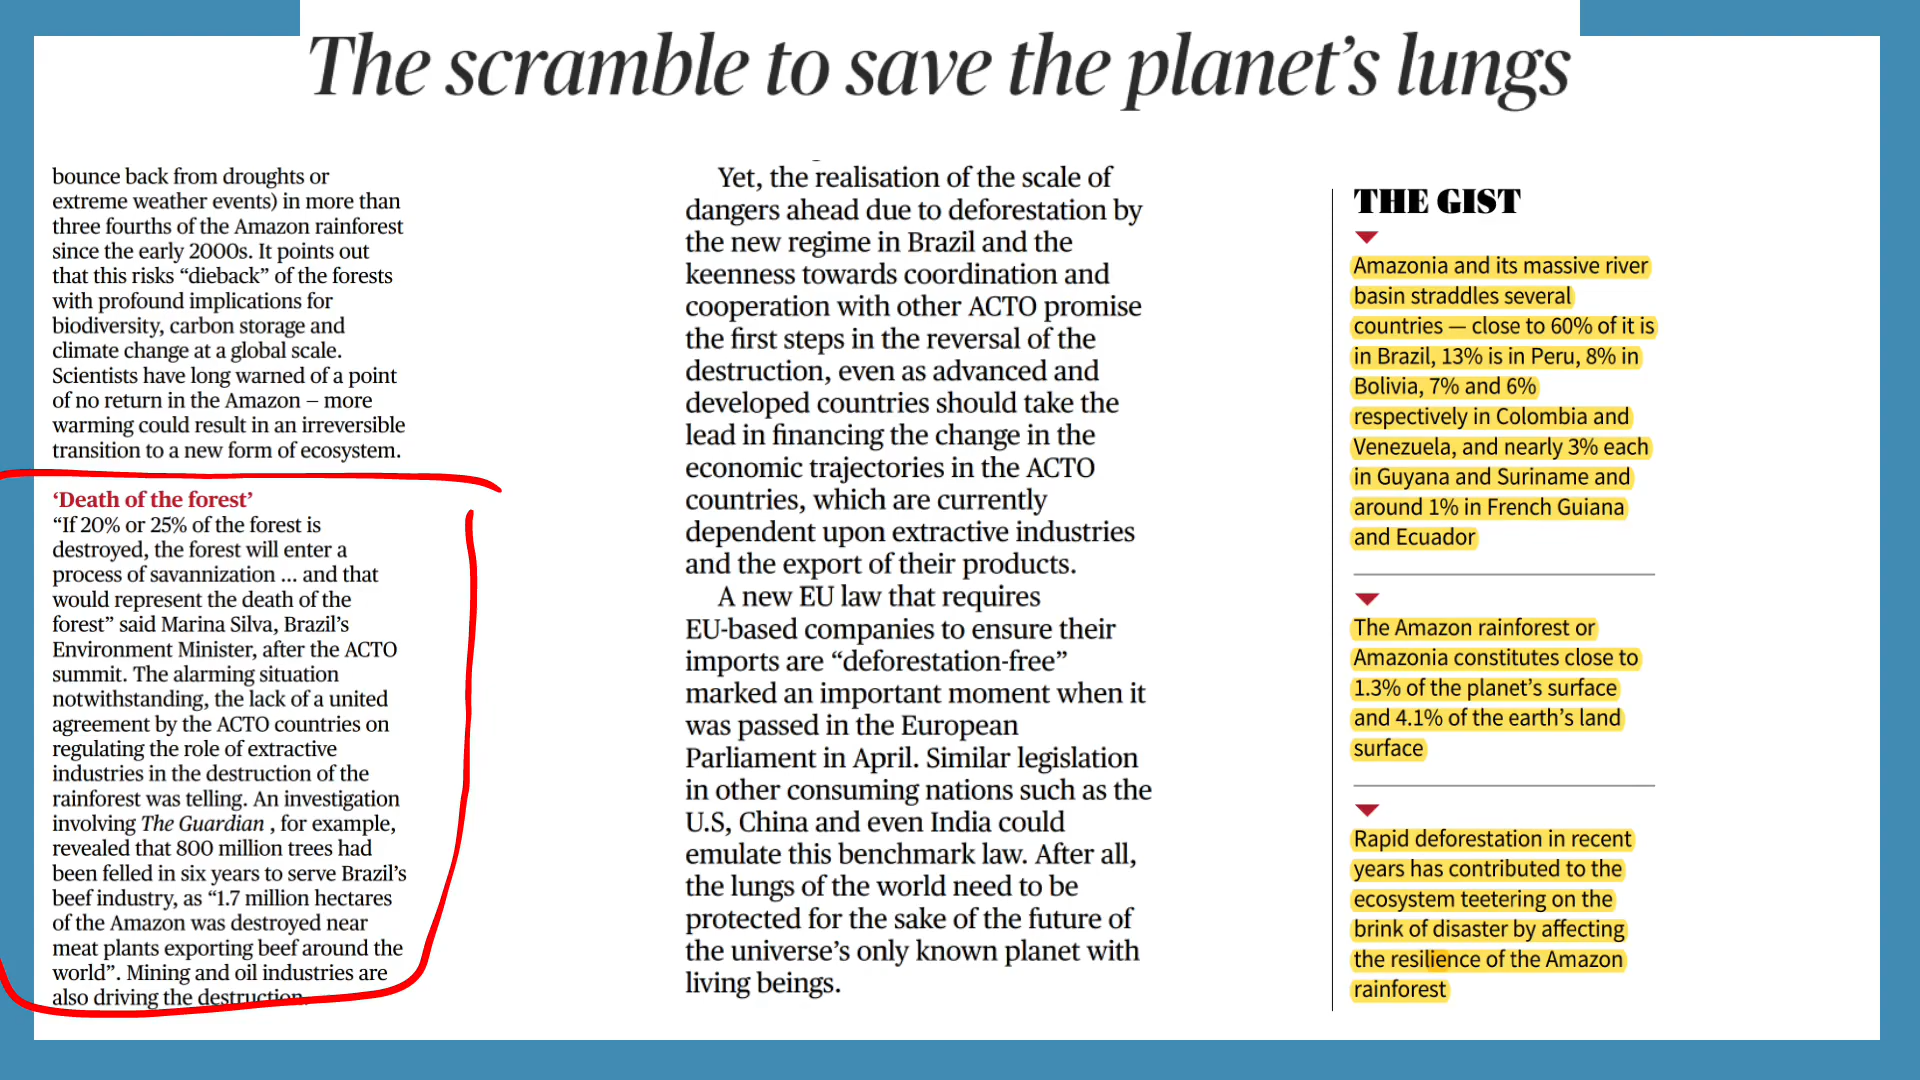 The scramble to save the planet’s lungs
bounce back from droughts or
extreme weather events) in more than
three fourths of the Amazon rainforest
since the early 2000s. It points out
that this risks “dieback” of the forests
with profound implications for
biodiversity, carbon storage and
climate change at a global scale.
Scientists have long warned of a point
of no return in the Amazon – more
warming could result in an irreversible
transition to a new form of ecosystem.
‘Death of the forest’
“If 20% or 25% of the forest is
destroyed, the forest will enter a
process of savannization ... and that
would represent the death of the
forest” said Marina Silva, Brazil’s
Environment Minister, after the ACTO
summit. The alarming situation
notwithstanding, the lack of a united
agreement by the ACTO countries on
regulating the role of extractive
industries in the destruction of the
rainforest was telling. An investigation
involving The Guardian , for example,
revealed that 800 million trees had
been felled in six years to serve Brazil’s
beef industry, as “1.7 million hectares
of the Amazon was destroyed near
meat plants exporting beef around the
world”. Mining and oil industries are
also driving the destruction.
Yet, the realisation of the scale of
dangers ahead due to deforestation by
the new regime in Brazil and the
keenness towards coordination and
cooperation with other ACTO promise
the first steps in the reversal of the
destruction, even as advanced and
developed countries should take the
lead in financing the change in the
economic trajectories in the ACTO
countries, which are currently
dependent upon extractive industries
and the export of their products.
A new EU law that requires
EU-based companies to ensure their
imports are “deforestation-free”
marked an important moment when it
was passed in the European
Parliament in April. Similar legislation
in other consuming nations such as the
U.S, China and even India could
emulate this benchmark law. After all,
the lungs of the world need to be
protected for the sake of the future of
the universe’s only known planet with
living beings.
THE GIST
Amazonia and its massive river
basin straddles several
countries — close to 60% of it is
in Brazil, 13% is in Peru, 8% in
Bolivia, 7% and 6%
respectively in Colombia and
Venezuela, and nearly 3% each
in Guyana and Suriname and
around 1% in French Guiana
and Ecuador
The Amazon rainforest or
Amazonia constitutes close to
1.3% of the planet’s surface
and 4.1% of the earth’s land
surface
Rapid deforestation in recent
years has contributed to the
ecosystem teetering on the
brink of disaster by affecting
the resilience of the Amazon
rainforest